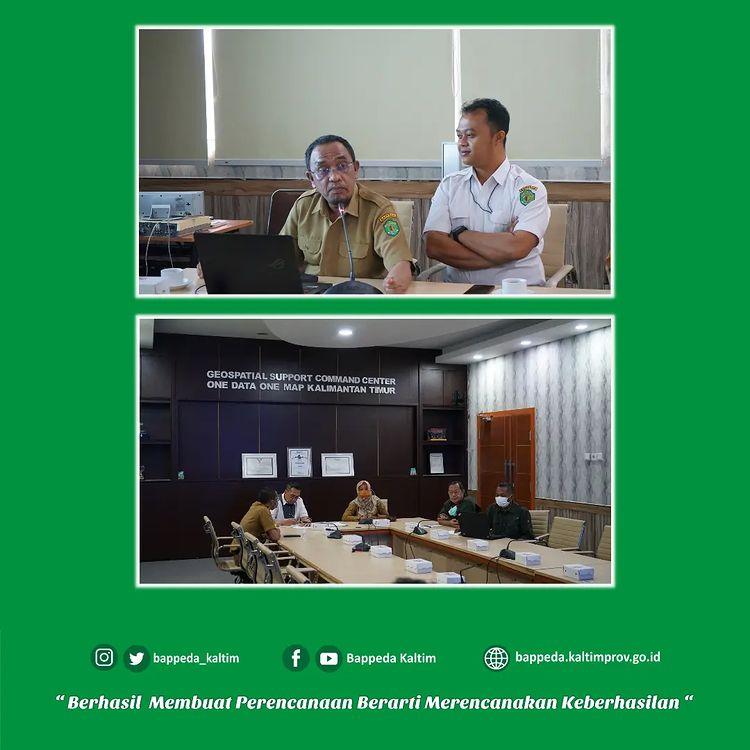 GEOSPATIAL SUPPORT COMMAND CENTER
ONE DATA ONE MAP KALIMANTAN TIMUR
bappeda_kaltim
Bappeda Kaltim
bappeda.kaltimprov.go.id
“ Berhasil Membuat Perencanaan Berarti Merencanakan Keberhasilan “